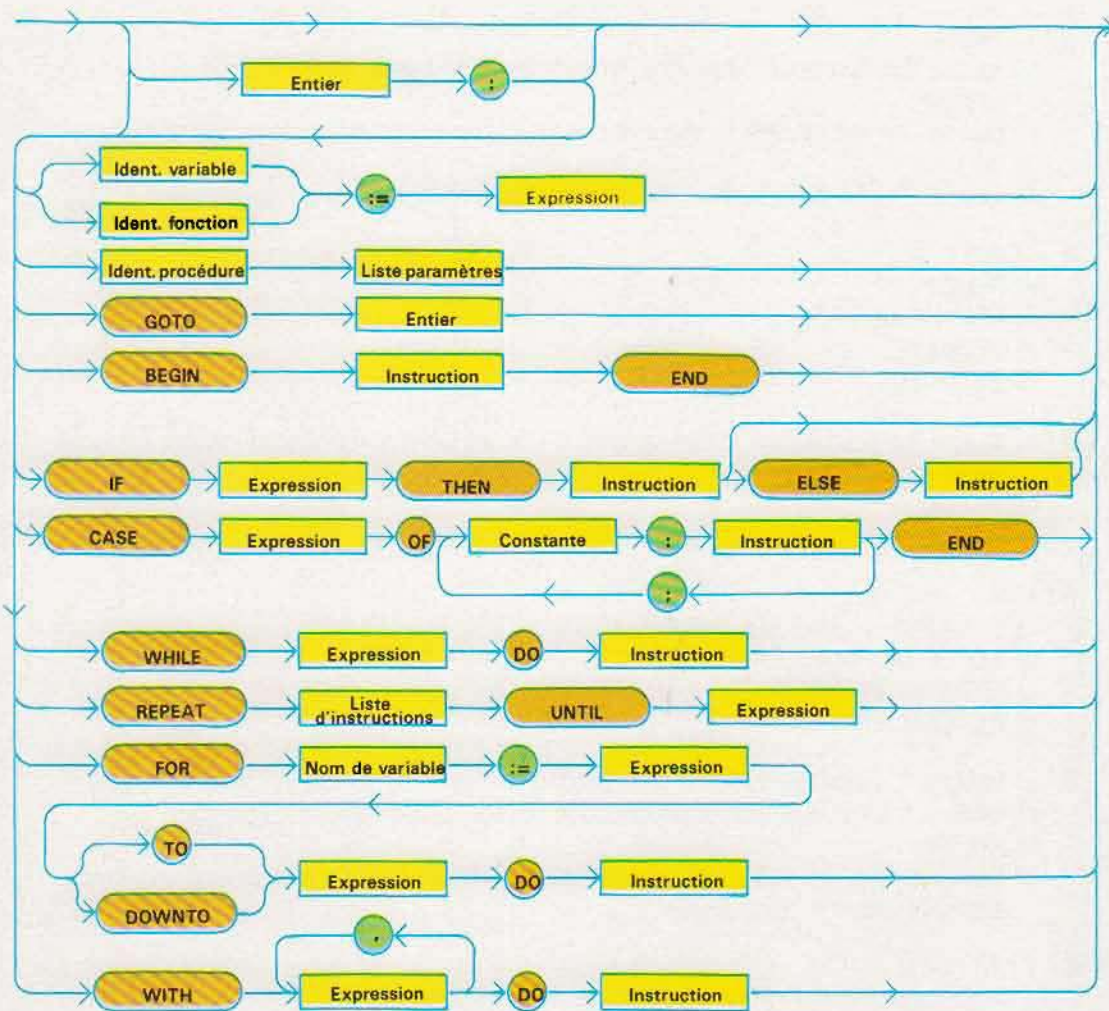 Entier :
Ident. variable
:= Expression
Ident. fonction
Ident. procédure Liste paramètres
GOTO Entier
BEGIN Instruction END
IF Expression THEN Instruction ELSE Instruction
CASE Expression OF Constante : Instruction END
;
WHILE Expression DO Instruction
REPEAT Liste d'instructions UNTIL Expression
FOR Nom de variable := Expression
TO
Expression DO Instruction
DOWNTO
,
WITH Expression DO Instruction